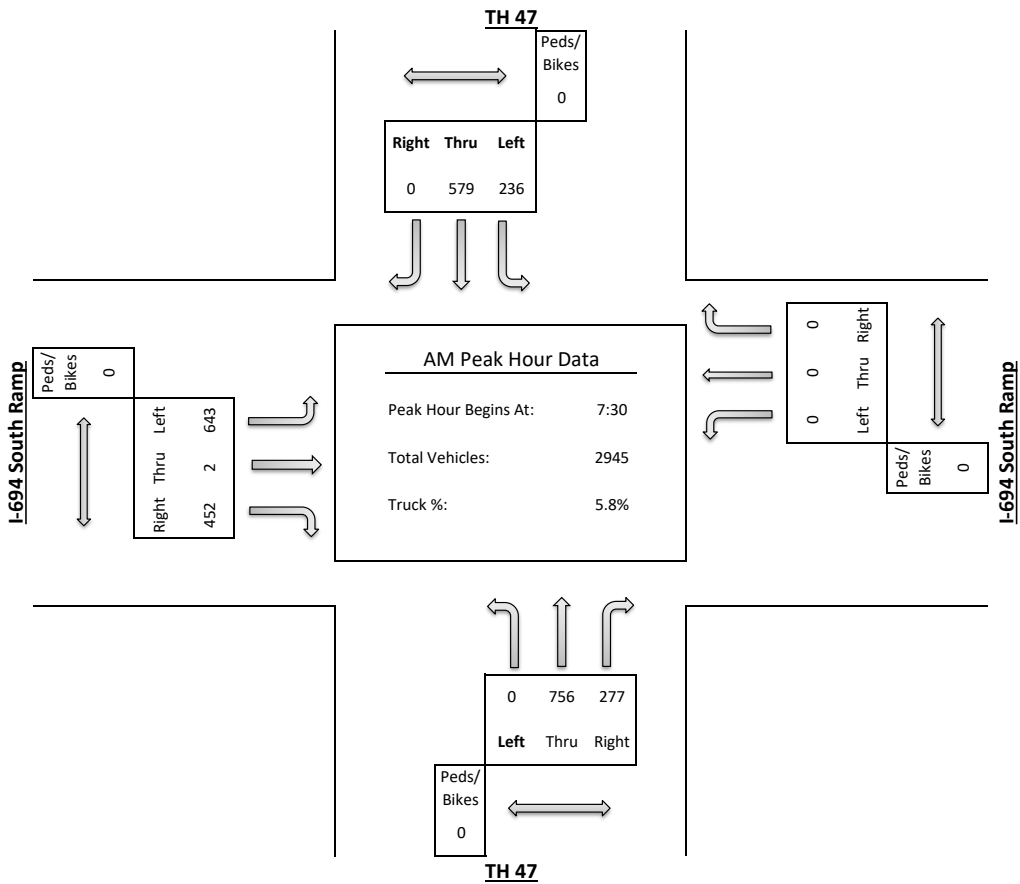 TH 47
Peds/
Bikes
0
Right Thru Left
0 579 236
I-694 South Ramp
Peds/
Bikes
0
Left 643
Thru 2
Right 452
AM Peak Hour Data
Peak Hour Begins At: 7:30
Total Vehicles: 2945
Truck %: 5.8%
0 Right
0 Thru
0 Left
Peds/
Bikes
0
I-694 South Ramp
0 756 277
Left Thru Right
Peds/
Bikes
0
TH 47